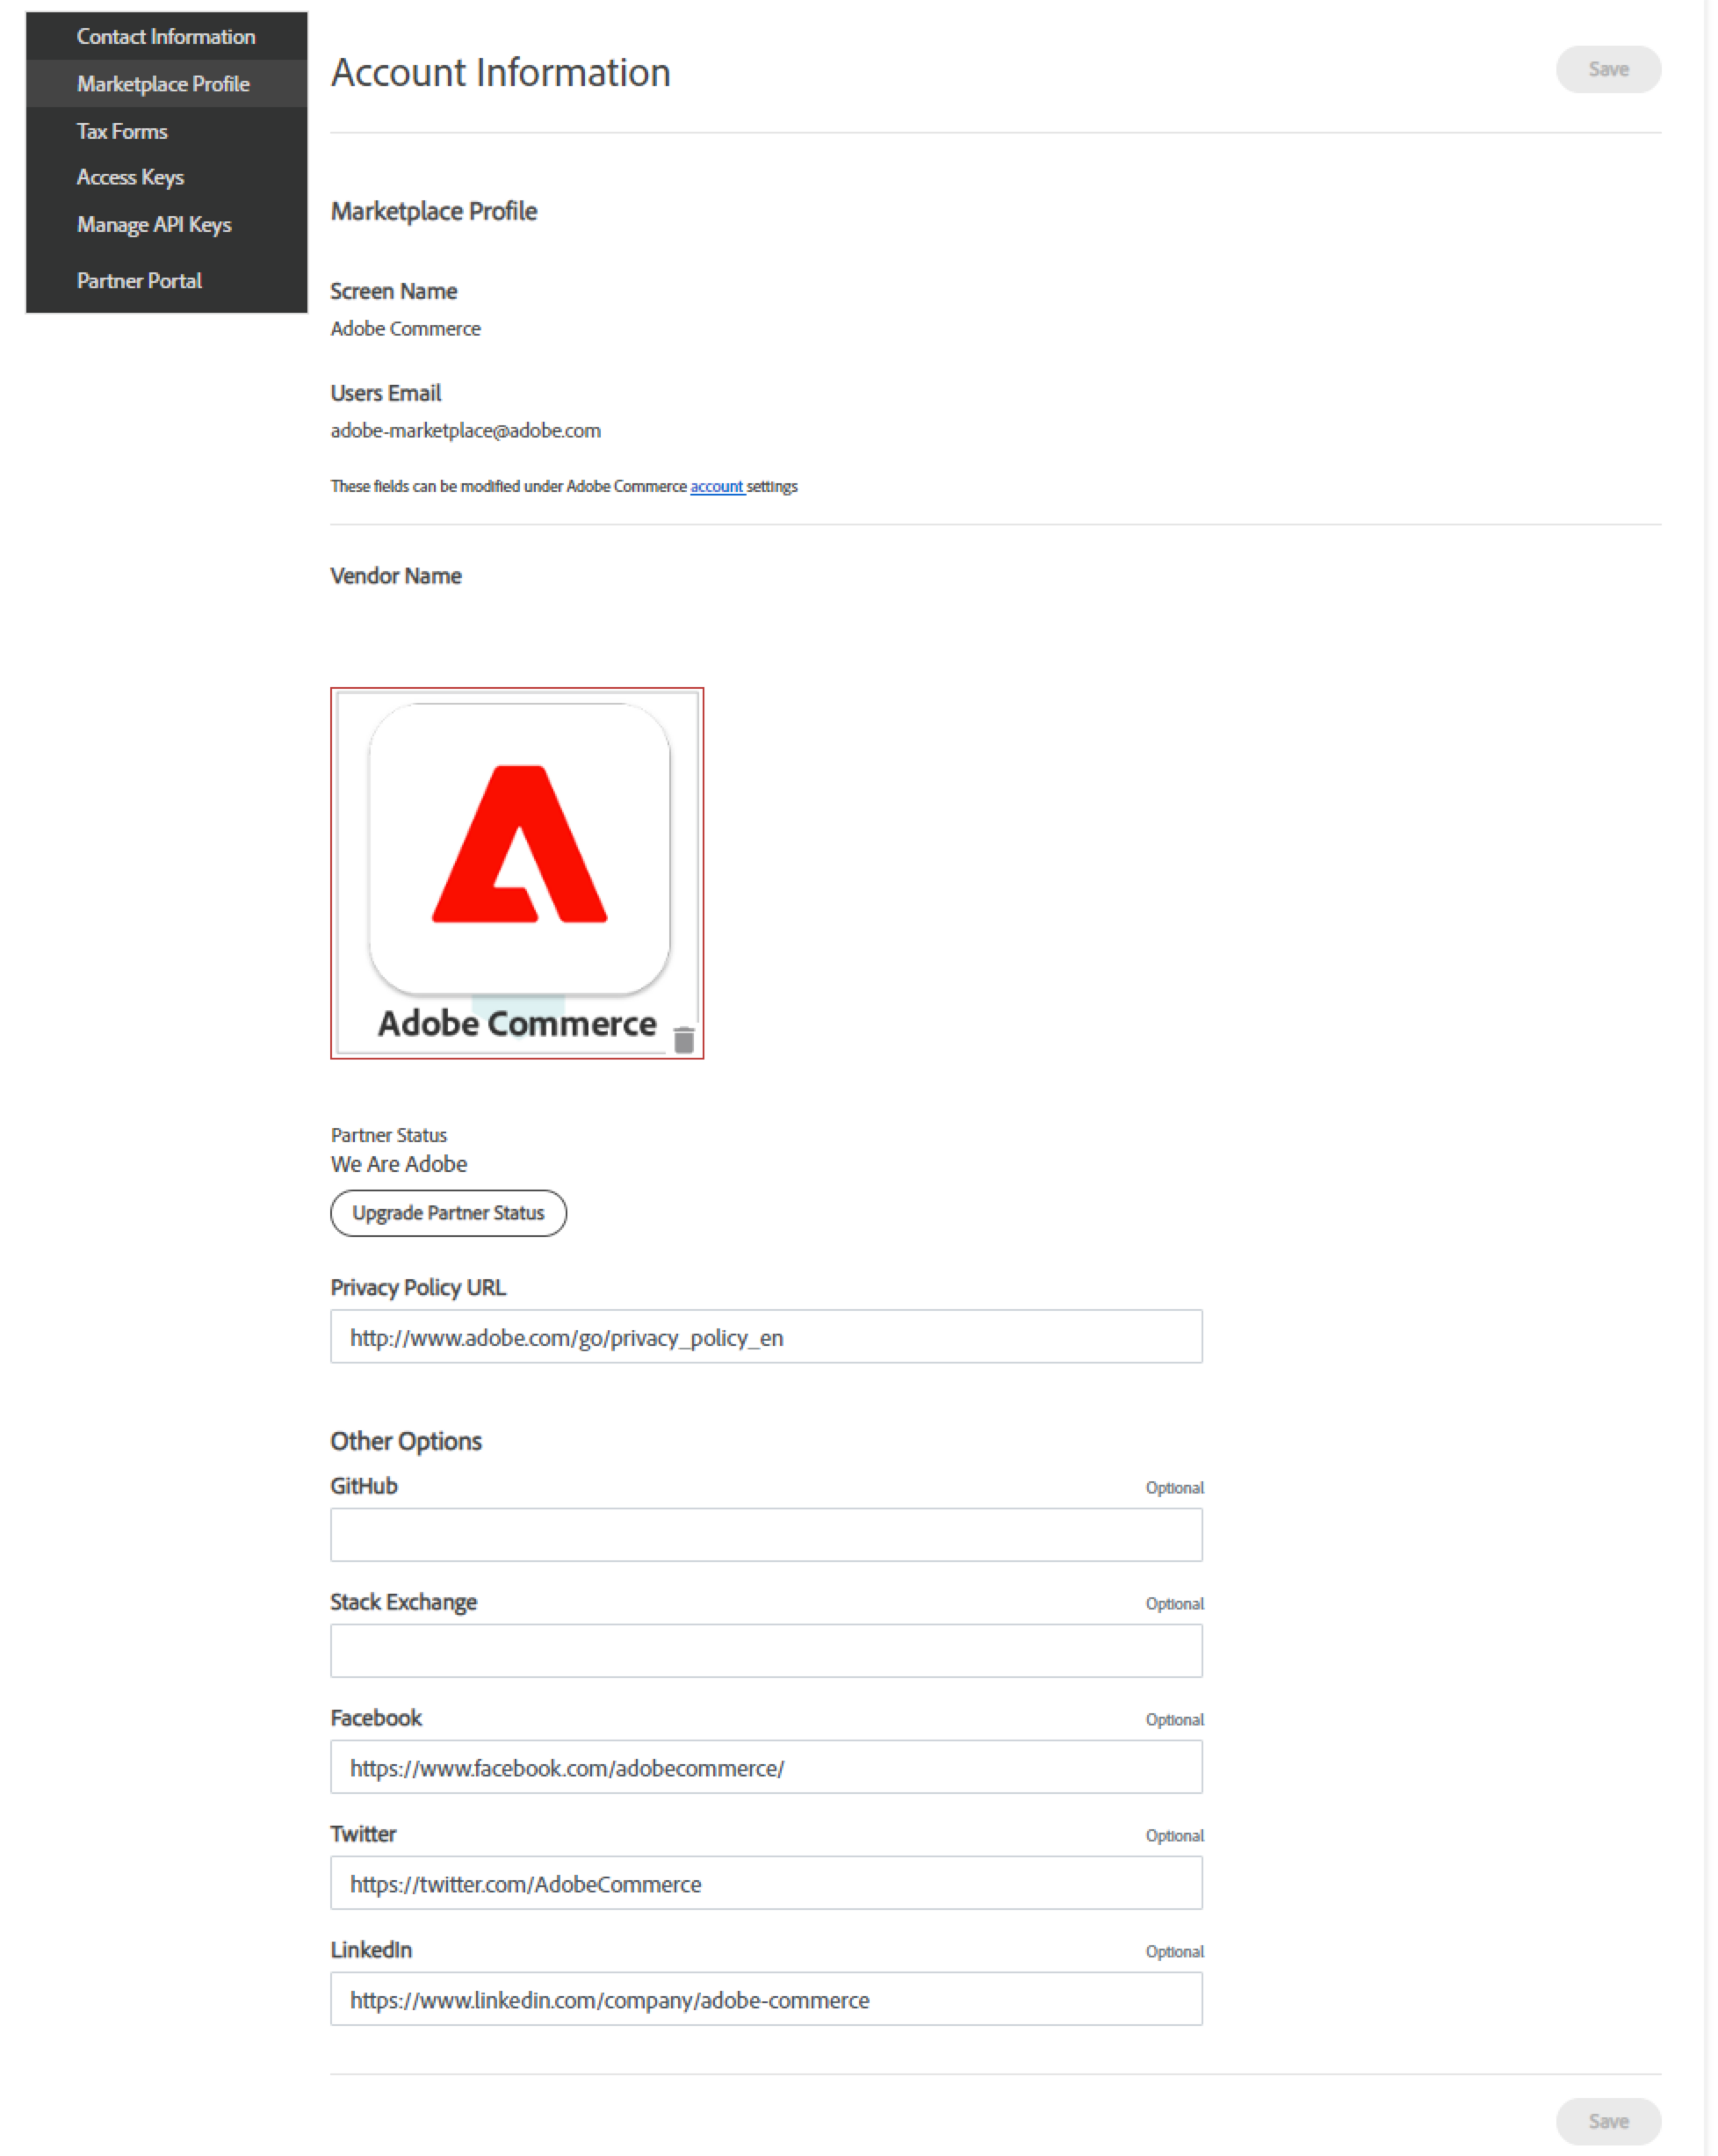 Contact Information
Marketplace Profile
Tax Forms
Access Keys
Manage API Keys
Partner Portal
Account Information
Save
Marketplace Profile
Screen Name
Adobe Commerce
Users Email
adobe-marketplace@adobe.com
These fields can be modified under Adobe Commerce account settings
Vendor Name
Adobe Commerce
Partner Status
We Are Adobe
Upgrade Partner Status
Privacy Policy URL
http://www.adobe.com/go/privacy_policy_en
Other Options
GitHub Optional
Stack Exchange Optional
Facebook Optional
https://www.facebook.com/adobecommerce/
Twitter Optional
https://twitter.com/AdobeCommerce
LinkedIn Optional
https://www.linkedin.com/company/adobe-commerce
Save